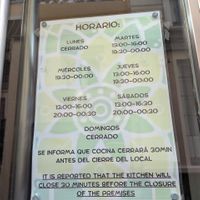 HORARIO:
LUNES
CERRADO
MARTES
13:00-16:00
19:30-00:00
MIÉRCOLES
19:30-00:00
JUEVES
13:00-16:00
19:30-00:00
VIERNES
13:00-16:00
20:00-00:30
SÁBADOS
13:00-16:30
20:00-00:30
DOMINGOS
CERRADO
SE INFORMA QUE COCINA CERRARÁ 30MIN
ANTES DEL CIERRE DEL LOCAL
IT IS REPORTED THAT THE KITCHEN WILL
CLOSE 30 MINUTES BEFORE THE CLOSURE
OF THE PREMISES